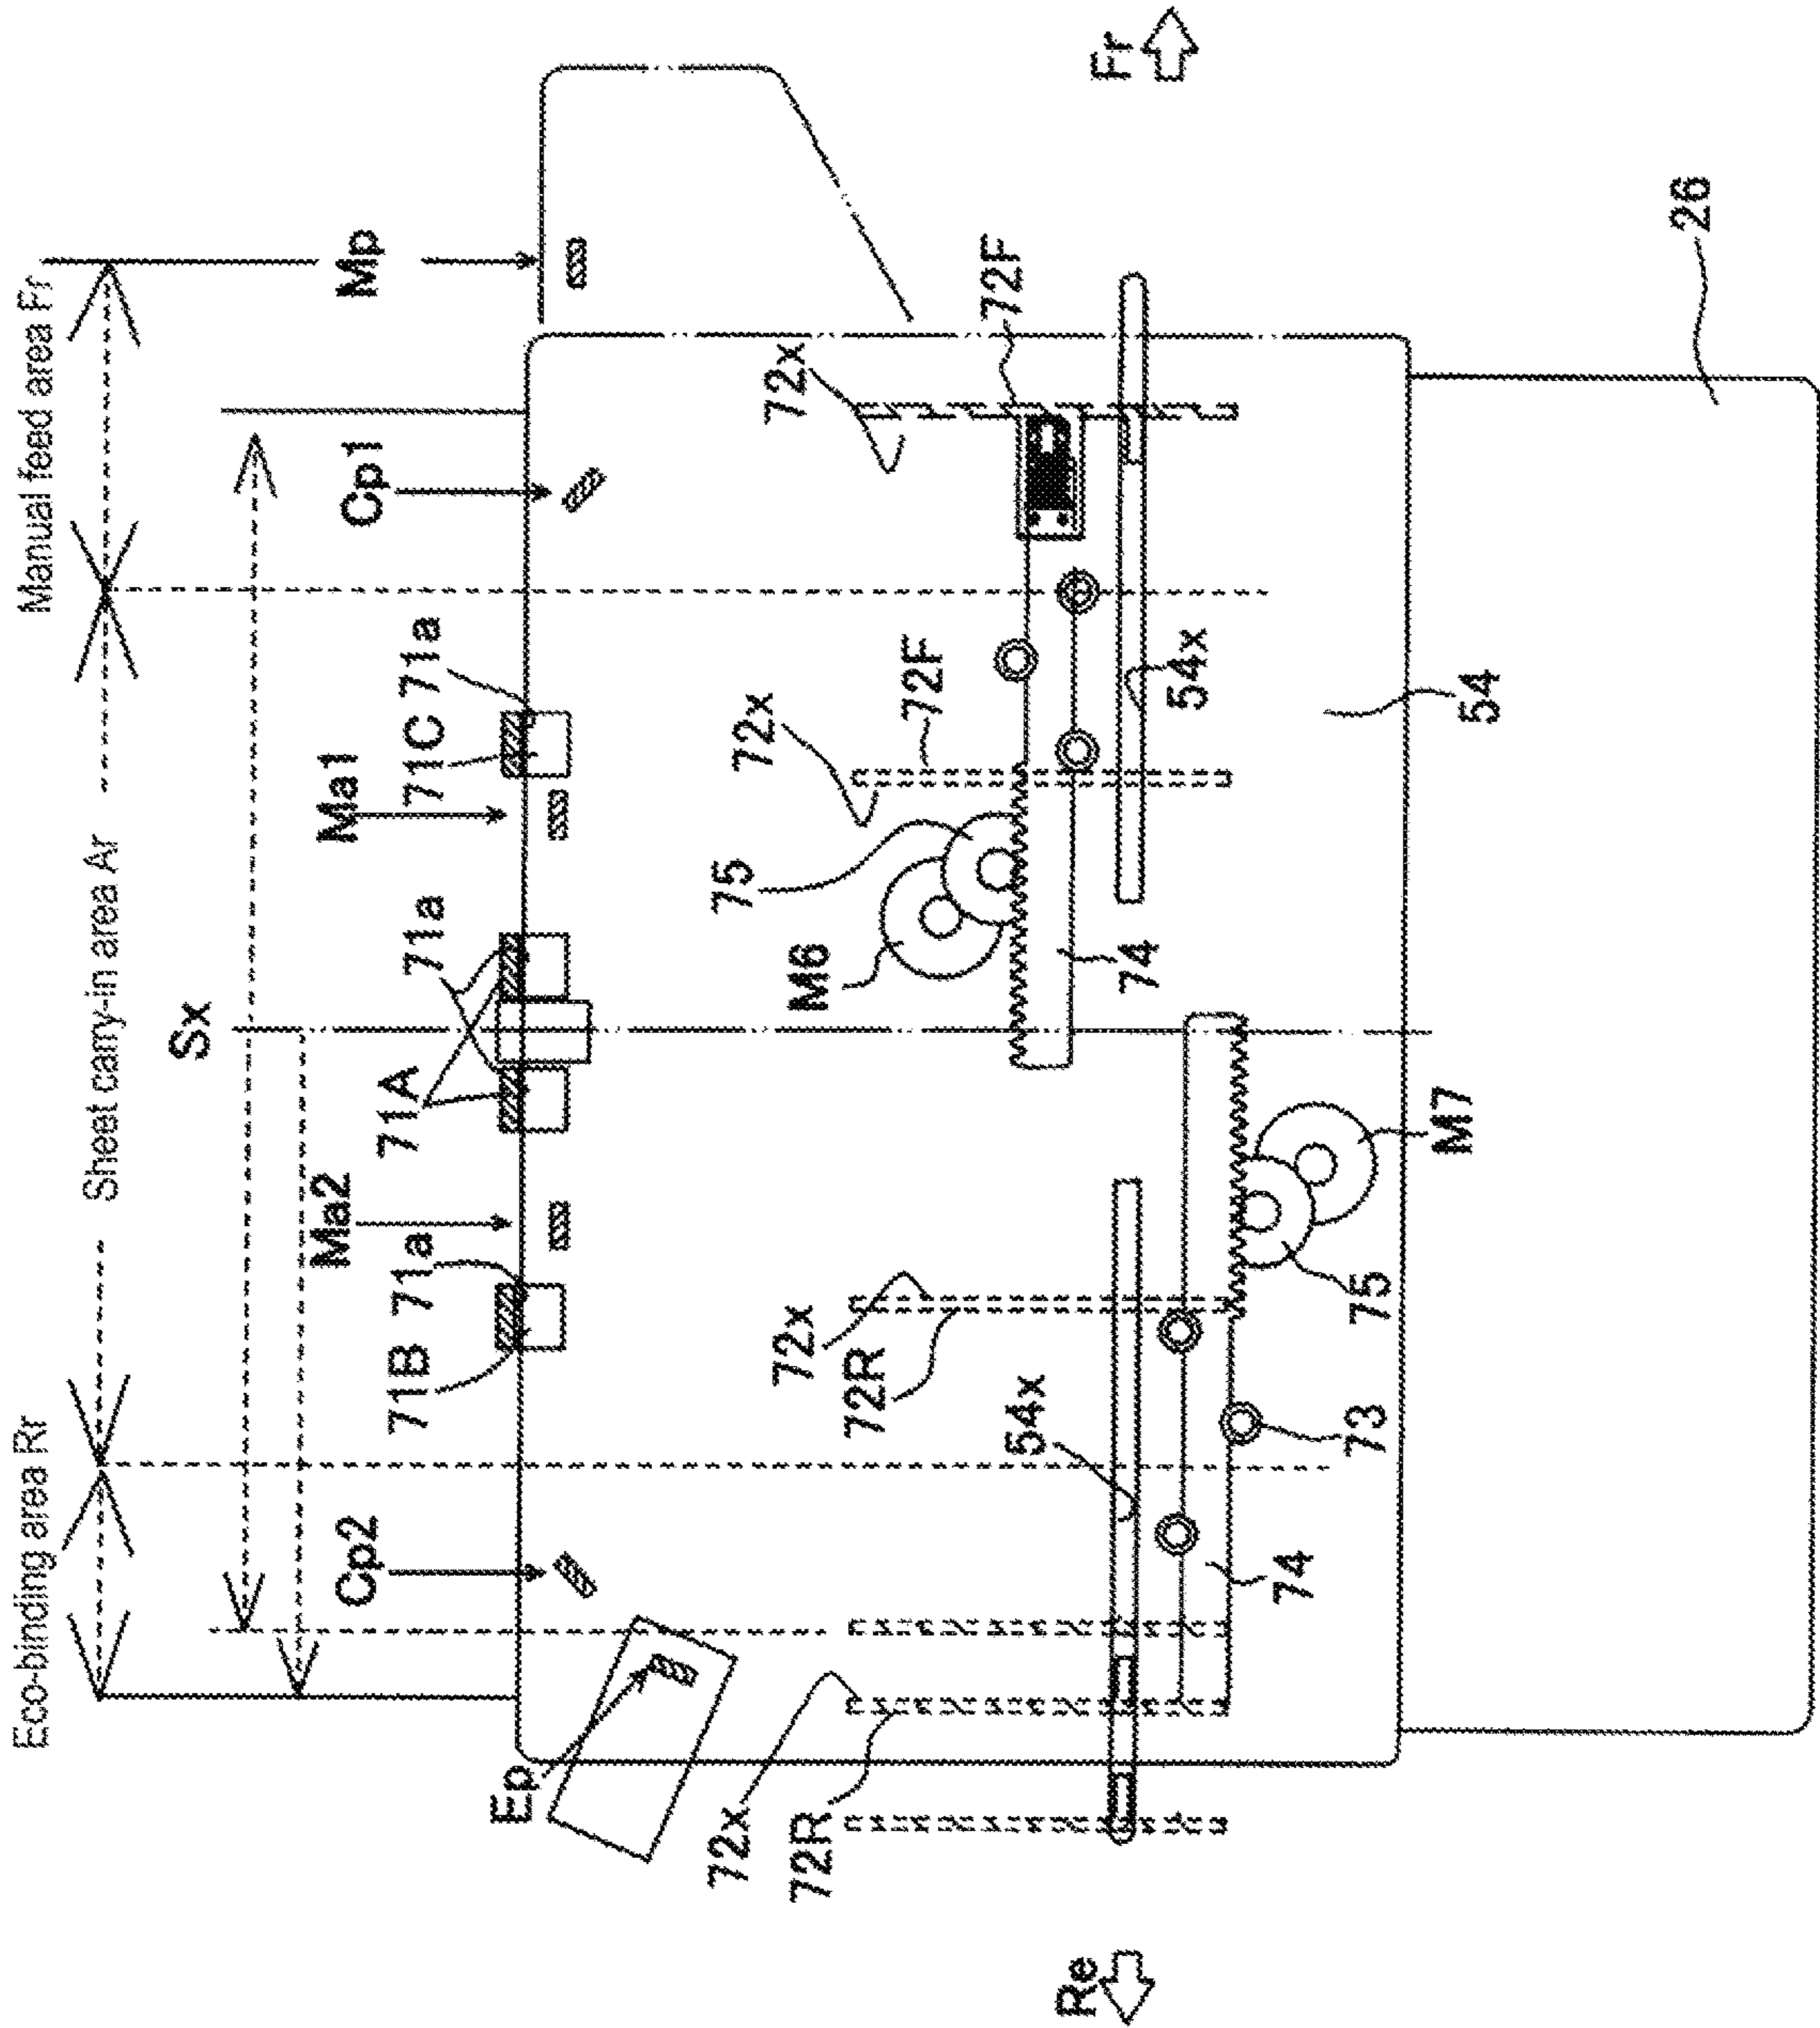 Eco-binding area Rr
Sheet carry-in area Ar
Manual feed area Fr
Sx
Cp2
Ma2
Ma1
Cp1
Mp
71B
71a
71A
71a
71C
71a
Ep
72x
72R
72x
72R
M6
75
72x
72F
72x
72F
54x
74
73
75
M7
74
54x
54
26
Re
Fr